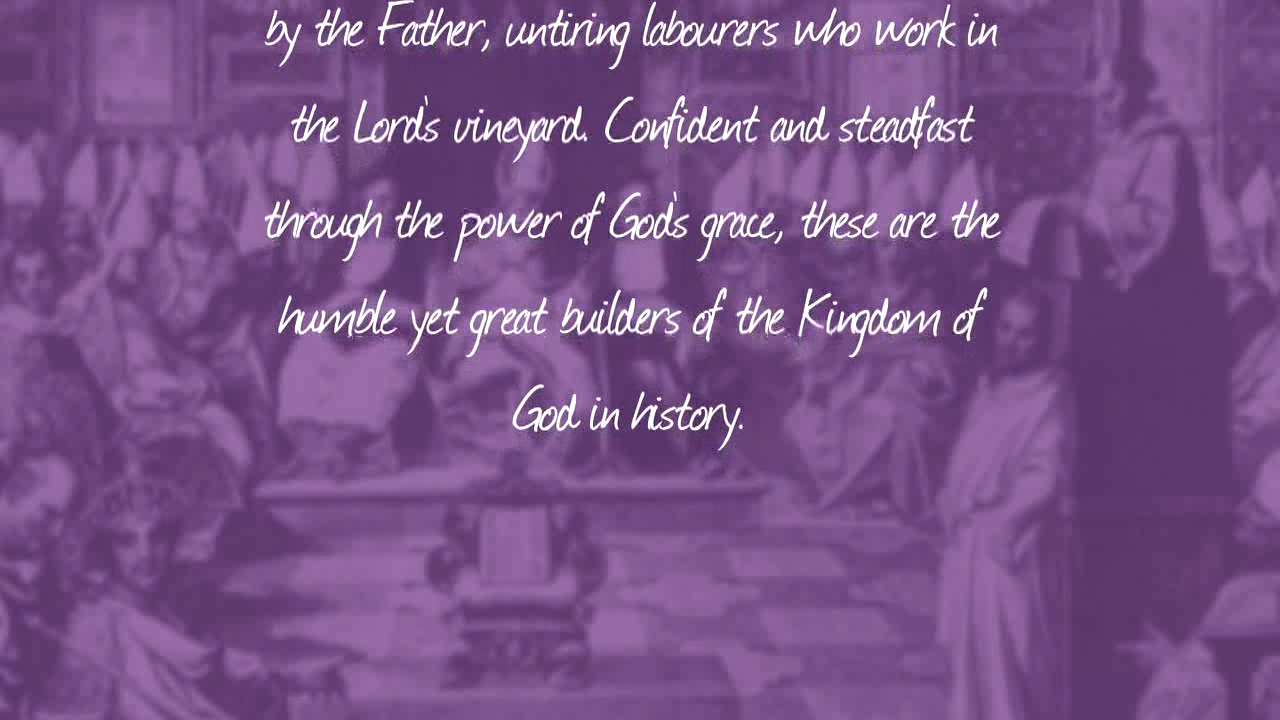 by the Father, untiring labourers who work in
the Lord's vineyard. Confident and steadfast
through the power of God's grace, these are the
humble yet great builders of the Kingdom of
God in history.